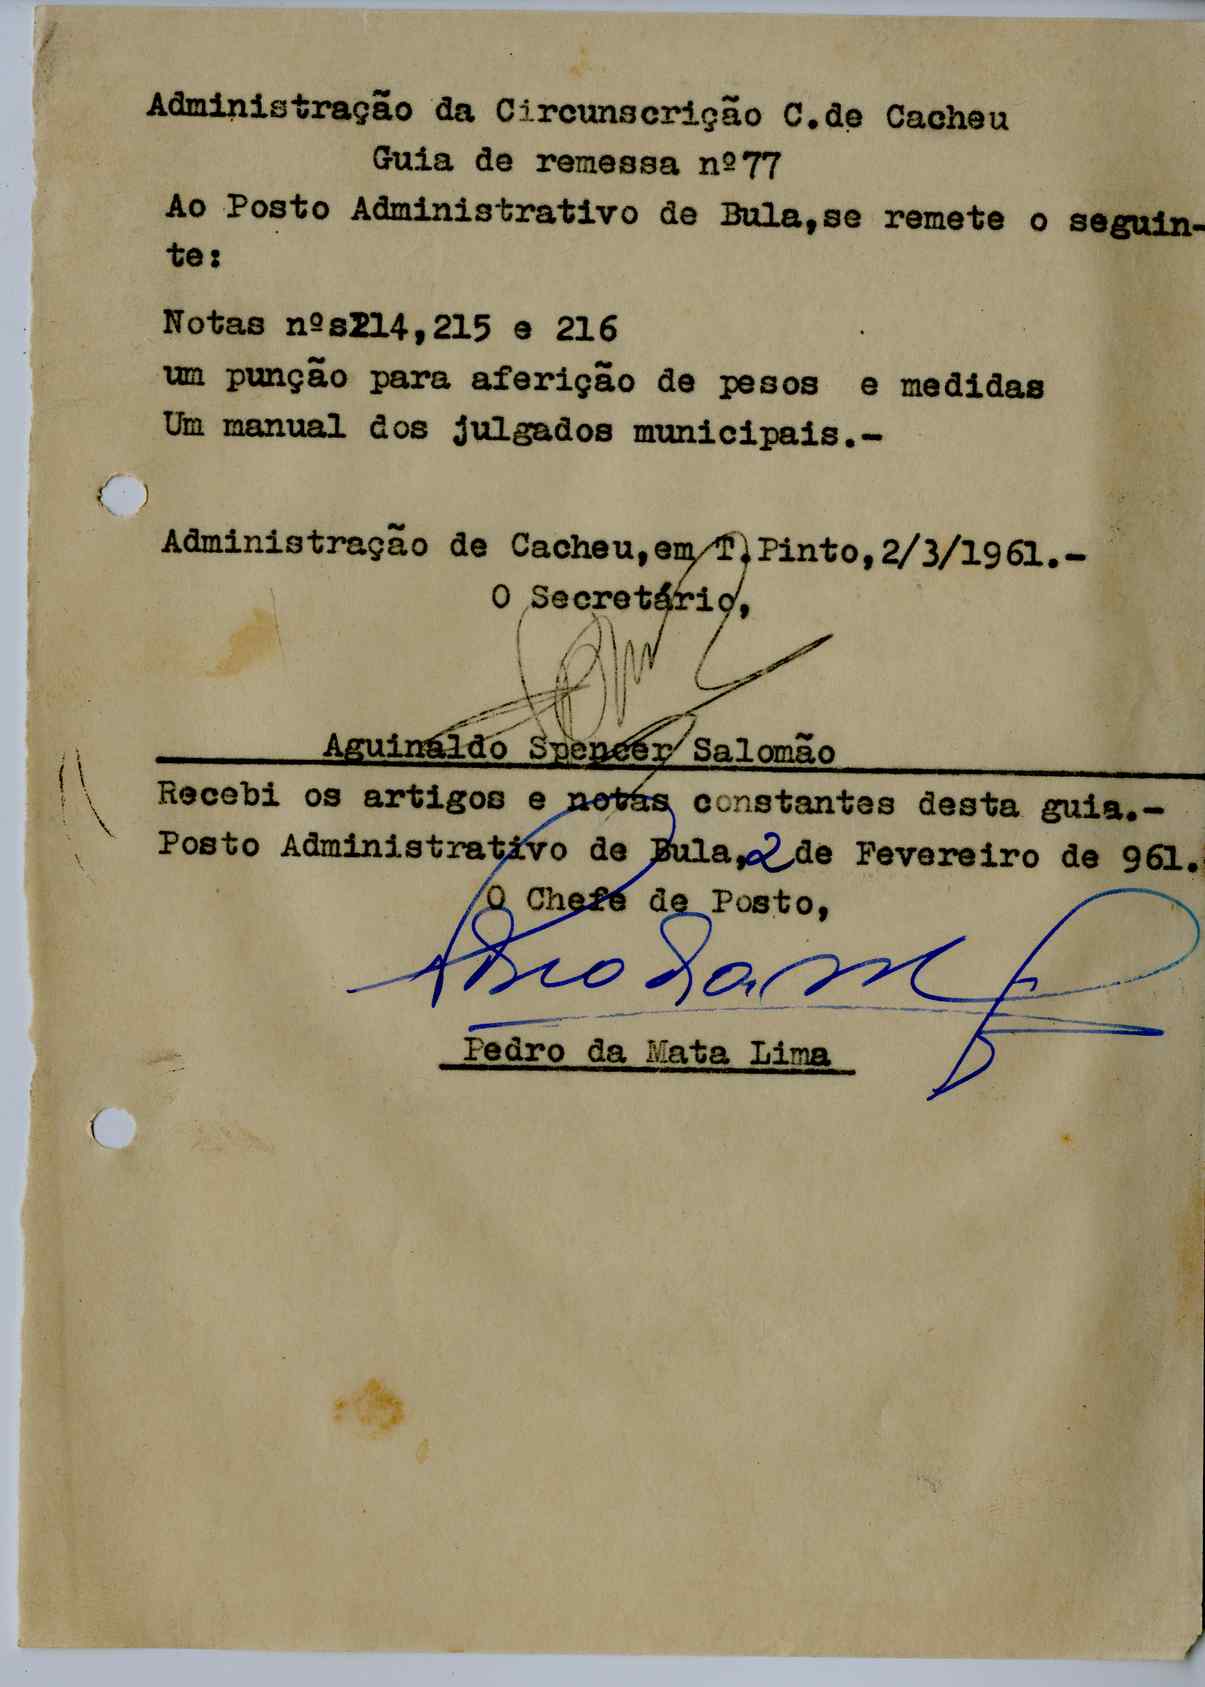 Administração da Circunscrição C.de Cacheu
Guia de remessa nº77
Ao Posto Administrativo de Bula,se remete o seguin-
te:
Notas nºs214,215 e 216
um punção para aferição de pesos e medidas
Um manual dos julgados municipais.-
Administração de Cacheu,em T.Pinto,2/3/1961.-
O Secretário,
Aguinaldo Spencer Salomão
Recebi os artigos e notas constantes desta guia.-
Posto Administrativo de Bula,2 de Fevereiro de 961.
O Chefe de Posto,
Pedro da Mata Lima